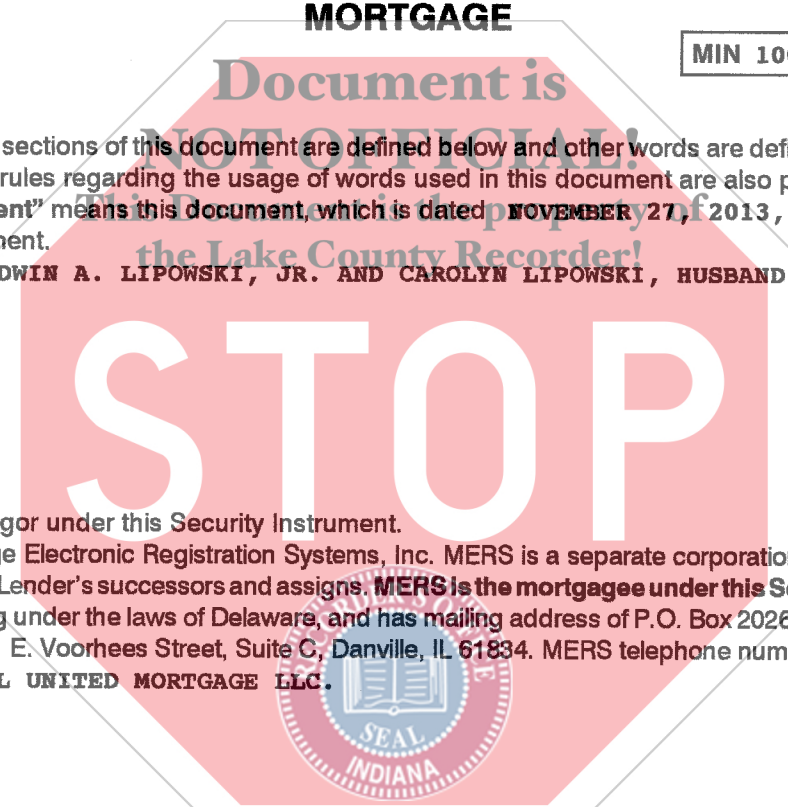 MORTGAGE
MIN 10
Document is
NOT OFFICIAL!
This Document is the property of
the Lake County Recorder!
sections of this document are defined below and other words are defi
rules regarding the usage of words used in this document are also p
ent” means this document, which is dated NOVEMBER 27, 2013,
ent.
DWIN A. LIPOWSKI, JR. AND CAROLYN LIPOWSKI, HUSBAND
STOP
gor under this Security Instrument.
ge Electronic Registration Systems, Inc. MERS is a separate corporatio
Lender's successors and assigns. MERS is the mortgagee under this Se
g under the laws of Delaware, and has mailing address of P.O. Box 2026
E. Voorhees Street, Suite C, Danville, IL 61834. MERS telephone num
L UNITED MORTGAGE LLC.
RECORDER'S OFFICE
SEAL
INDIANA